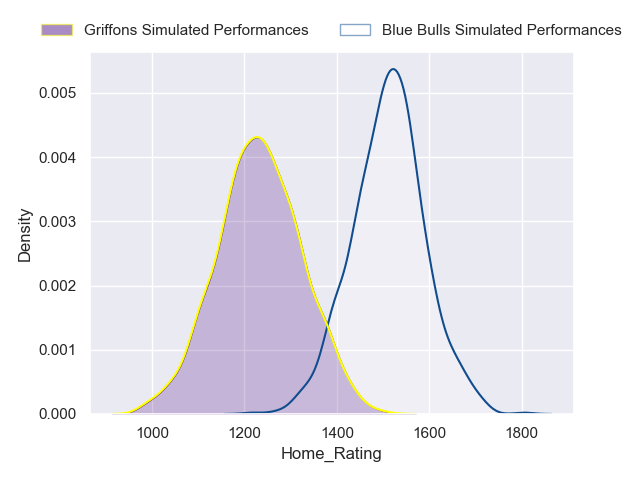 Griffons Simulated Performances
Blue Bulls Simulated Performances
0.005
0.004
0.003
0.002
0.001
0.000
Density
1000 1200 1400 1600 1800
Home_Rating